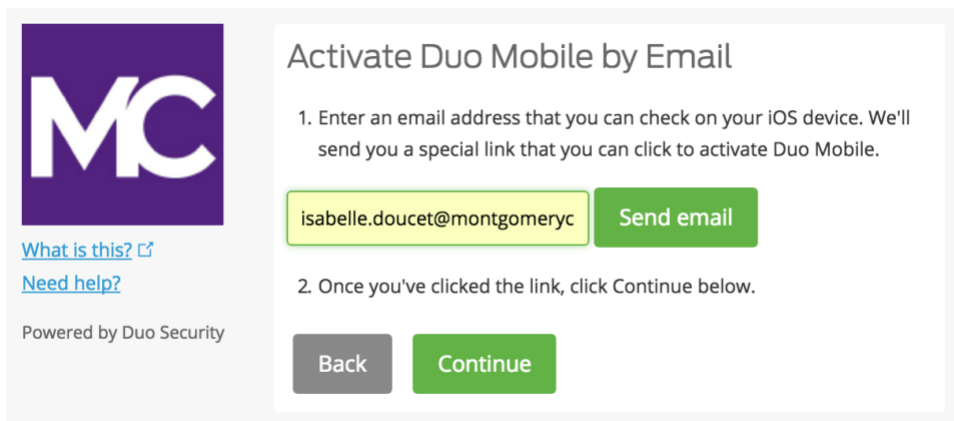 MC
What is this?
Need help?
Powered by Duo Security
Activate Duo Mobile by Email
1. Enter an email address that you can check on your iOS device. We'll
send you a special link that you can click to activate Duo Mobile.
isabelle.doucet@montgomeryc
Send email
2. Once you've clicked the link, click Continue below.
Back
Continue